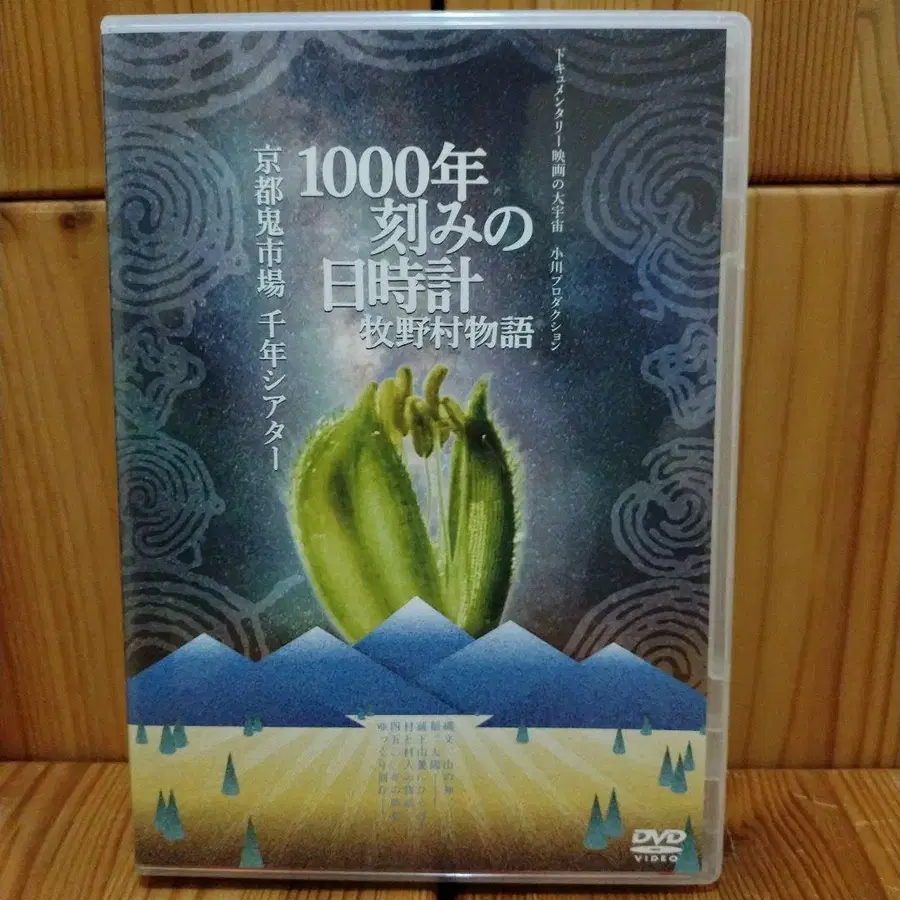 ドキュメンタリー映画の大宇宙 小川プロダクション
1000年
刻みの
日時計
牧野村物語
京都鬼市場 千年シアター
DVD
VIDEO